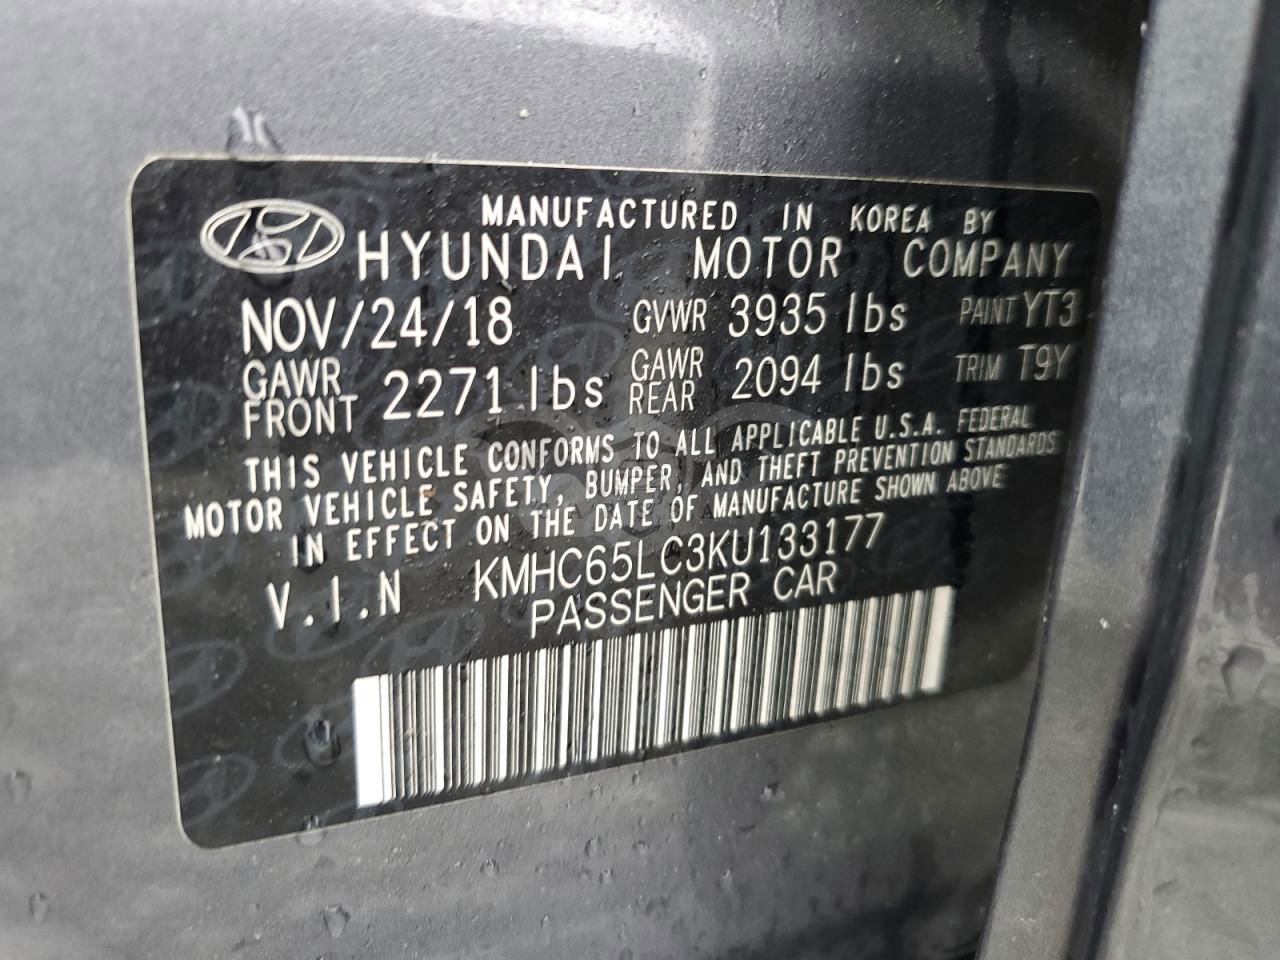 MANUFACTURED IN KOREA BY
HYUNDAI MOTOR COMPANY
NOV/24/18 GVWR 3935 lbs PAINT YT3
GAWR FRONT 2271 lbs GAWR REAR 2094 lbs TRIM T9Y
THIS VEHICLE CONFORMS TO ALL APPLICABLE U.S.A. FEDERAL
MOTOR VEHICLE SAFETY, BUMPER, AND THEFT PREVENTION STANDARDS
IN EFFECT ON THE DATE OF MANUFACTURE SHOWN ABOVE
V.I.N KMHC65LC3KU133177
PASSENGER CAR